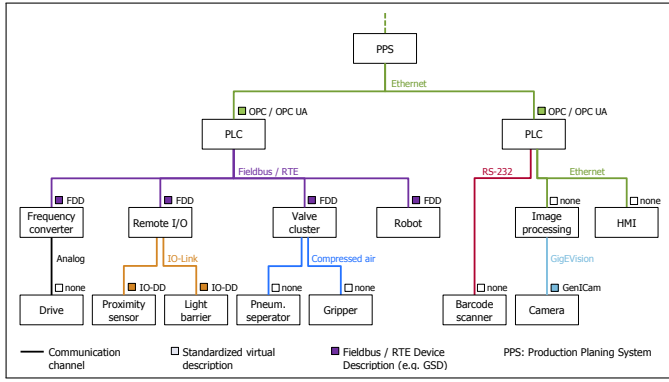 PPS
Ethernet
OPC / OPC UA
OPC / OPC UA
PLC
PLC
Fieldbus / RTE
RS-232
Ethernet
FDD
FDD
FDD
FDD
none
none
Frequency
converter
Remote I/O
Valve
cluster
Robot
Image
processing
HMI
Analog
IO-Link
Compressed air
GigEVision
none
IO-DD
IO-DD
none
none
none
GenICam
Drive
Proximity
sensor
Light
barrier
Pneum.
seperator
Gripper
Barcode
scanner
Camera
Communication
channel
Standardized virtual
description
Fieldbus / RTE Device
Description (e.g. GSD)
PPS: Production Planing System